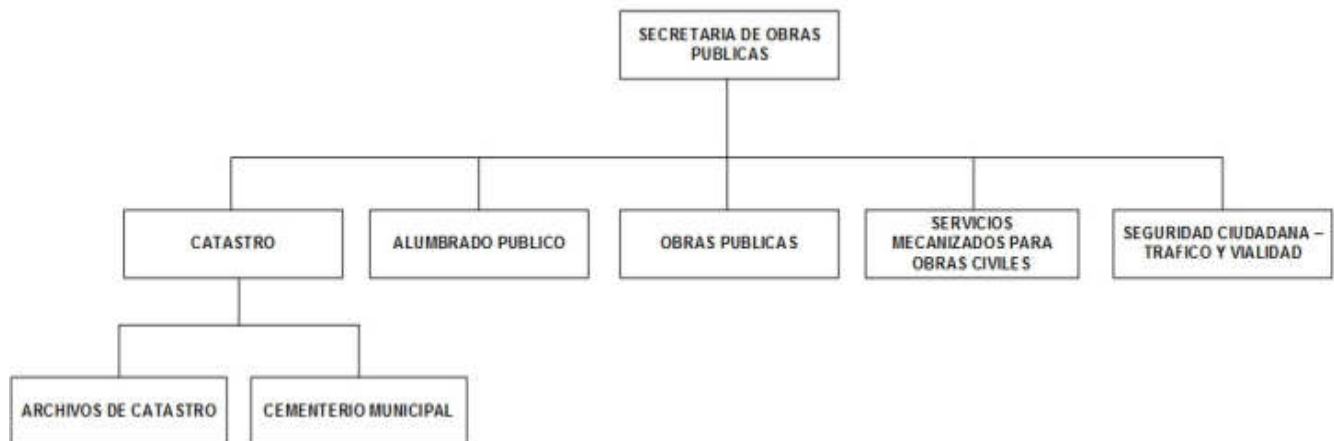 SECRETARIA DE OBRAS
PUBLICAS
CATASTRO
ALUMBRADO PUBLICO
OBRAS PUBLICAS
SERVICIOS
MECANIZADOS PARA
OBRAS CIVILES
SEGURIDAD CIUDADANA –
TRAFICO Y VIALIDAD
ARCHIVOS DE CATASTRO
CEMENTERIO MUNICIPAL